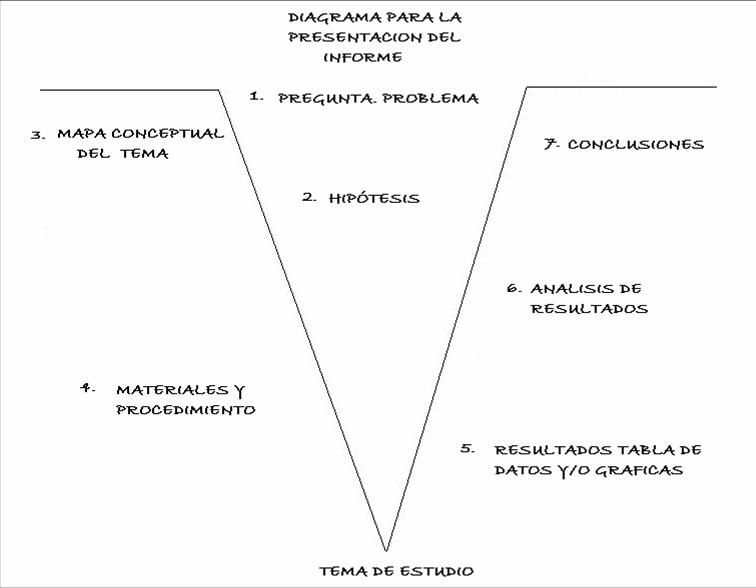 DIAGRAMA PARA LA
PRESENTACION DEL
INFORME
1. PREGUNTA. PROBLEMA
2. HIPÓTESIS
3. MAPA CONCEPTUAL
DEL TEMA
4. MATERIALES Y
PROCEDIMIENTO
5. RESULTADOS TABLA DE
DATOS Y/O GRAFICAS
6. ANALISIS DE
RESULTADOS
7. CONCLUSIONES
TEMA DE ESTUDIO